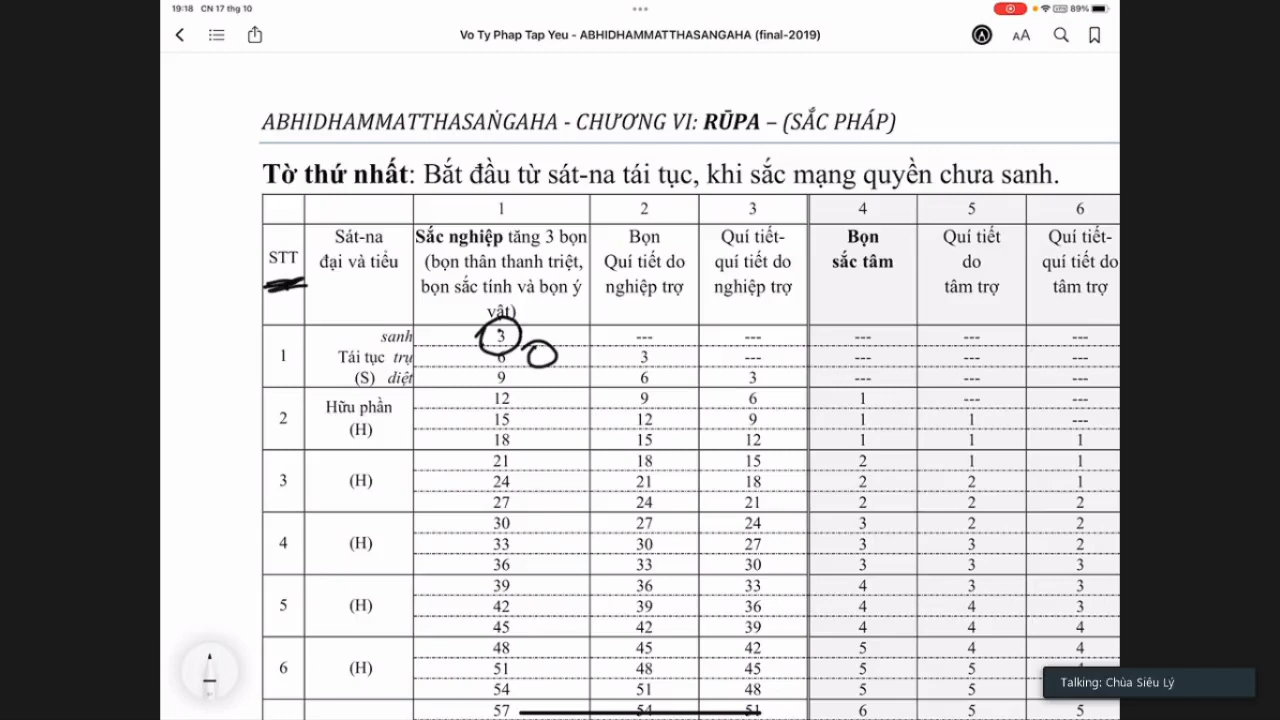 19:18 CN 17 thg 10
89%
Vo Ty Phap Tap Yeu - ABHIDHAMMATTHASANGAHA (final-2019)
AA
ABHIDHAMMATTHASAṄGAHA - CHƯƠNG VI: RŪPA – (SẮC PHÁP)
Tờ thứ nhất: Bắt đầu từ sát-na tái tục, khi sắc mạng quyền chưa sanh.
1 2 3 4 5 6
STT
Sát-na
đại và tiểu
Sắc nghiệp tăng 3 bọn
(bọn thân thanh triệt,
bọn sắc tính và bọn ý
vật)
Bọn
Quí tiết do
nghiệp trợ
Quí tiết-
quí tiết do
nghiệp trợ
Bọn
sắc tâm
Quí tiết
do
tâm trợ
Quí tiết-
quí tiết do
tâm trợ
1
sanh 3 --- --- --- --- ---
Tái tục trụ 6 3 --- --- --- ---
(S) diệt 9 6 3 --- --- ---
2
Hữu phần
(H)
12 9 6 1 --- ---
15 12 9 1 1 ---
18 15 12 1 1 1
3 (H)
21 18 15 2 1 1
24 21 18 2 2 1
27 24 21 2 2 2
4 (H)
30 27 24 3 2 2
33 30 27 3 3 2
36 33 30 3 3 3
5 (H)
39 36 33 4 3 3
42 39 36 4 4 3
45 42 39 4 4 4
6 (H)
48 45 42 5 4 4
51 48 45 5 5
54 51 48 5 5
57 54 51 6 5 5
Talking: Chùa Siêu Lý